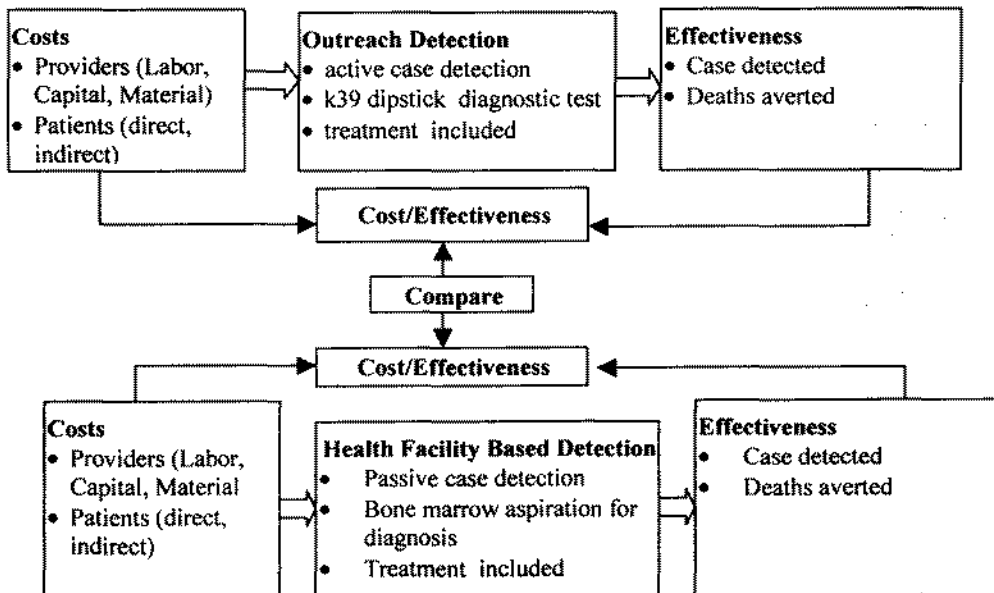 Costs
• Providers (Labor,
Capital, Material)
• Patients (direct,
indirect)
Outreach Detection
• active case detection
• k39 dipstick diagnostic test
• treatment included
Effectiveness
• Case detected
• Deaths averted
Cost/Effectiveness
Compare
Cost/Effectiveness
Costs
• Providers (Labor,
Capital, Material
• Patients (direct,
indirect)
Health Facility Based Detection
• Passive case detection
• Bone marrow aspiration for
diagnosis
• Treatment included
Effectiveness
• Case detected
• Deaths averted